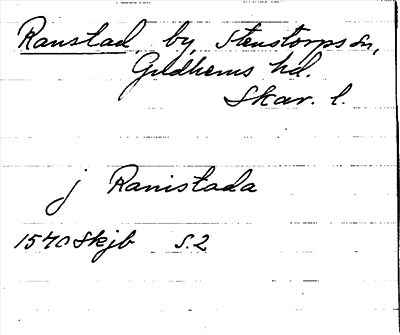 Ranstad, by, Stenstorps sn,
Gudhems hd.
Skar. l.
j Ranistada
1540 Skjb s. 2